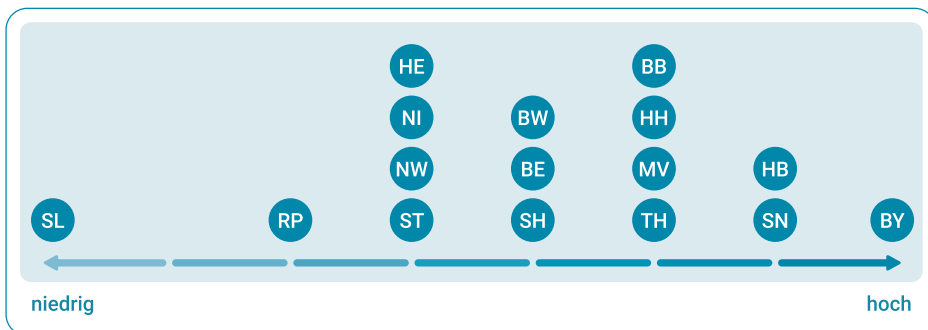 HE BB
NI BW HH
NW BE MV HB
SL RP ST SH TH SN BY
niedrig hoch